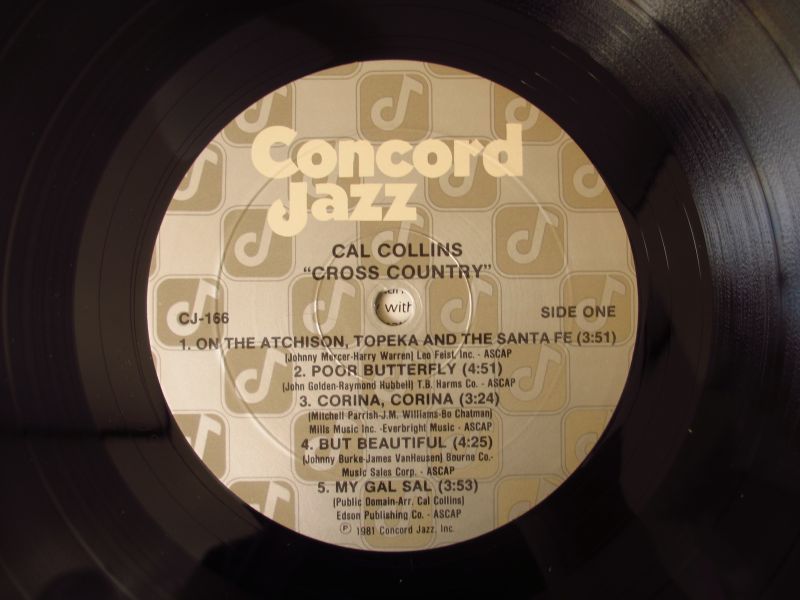 Concord
Jazz
CAL COLLINS
"CROSS COUNTRY"
with
CJ-166
SIDE ONE
1. ON THE ATCHISON, TOPEKA AND THE SANTA FE (3:51)
(Johnny Mercer-Harry Warren) Leo Feist, Inc. - ASCAP
2. POOR BUTTERFLY (4:51)
(John Golden-Raymond Hubbell) T.B. Harms Co. - ASCAP
3. CORINA, CORINA (3:24)
(Mitchell Parrish-J.M. Williams-Bo Chatman)
Mills Music Inc. -Everbright Music - ASCAP
4. BUT BEAUTIFUL (4:25)
(Johnny Burke-James VanHeusen) Bourne Co.-
Music Sales Corp. - ASCAP
5. MY GAL SAL (3:53)
(Public Domain-Arr. Cal Collins)
Edson Publishing Co. - ASCAP
℗ 1981 Concord Jazz, Inc.